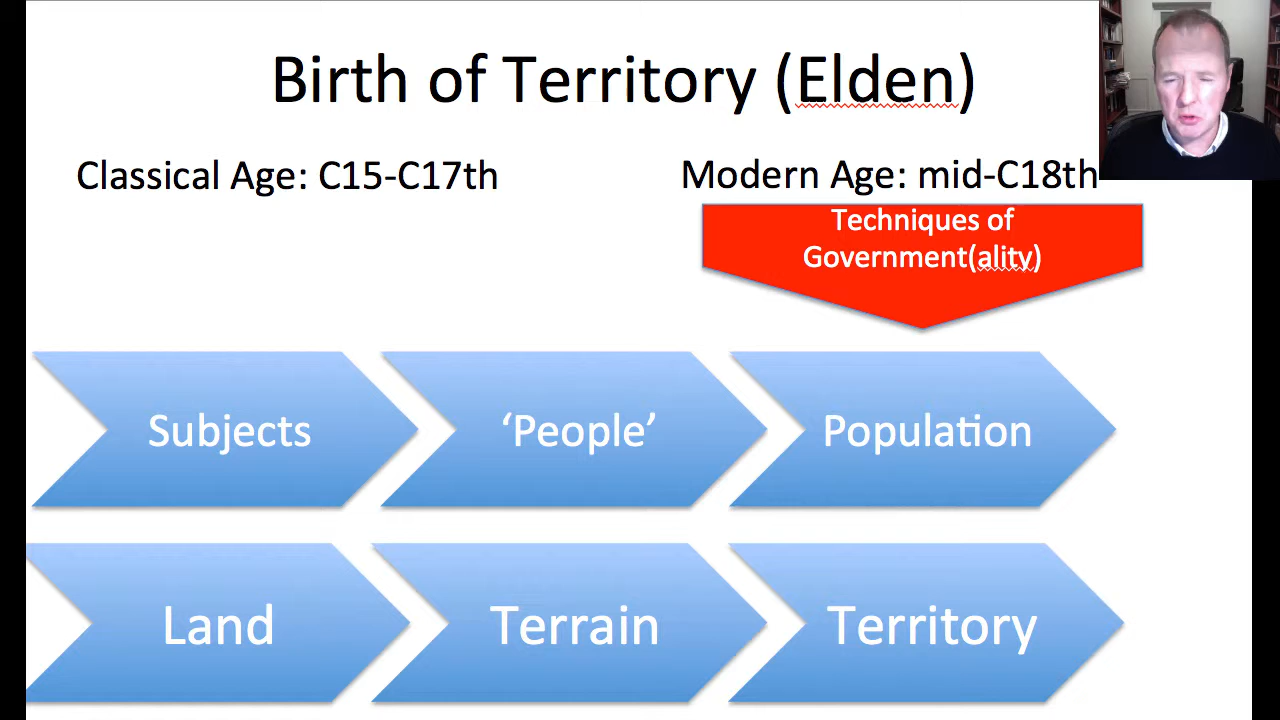 Birth of Territory (Elden)
Classical Age: C15-C17th
Modern Age: mid-C18th
Techniques of
Government(ality)
Subjects
‘People’
Population
Land
Terrain
Territory